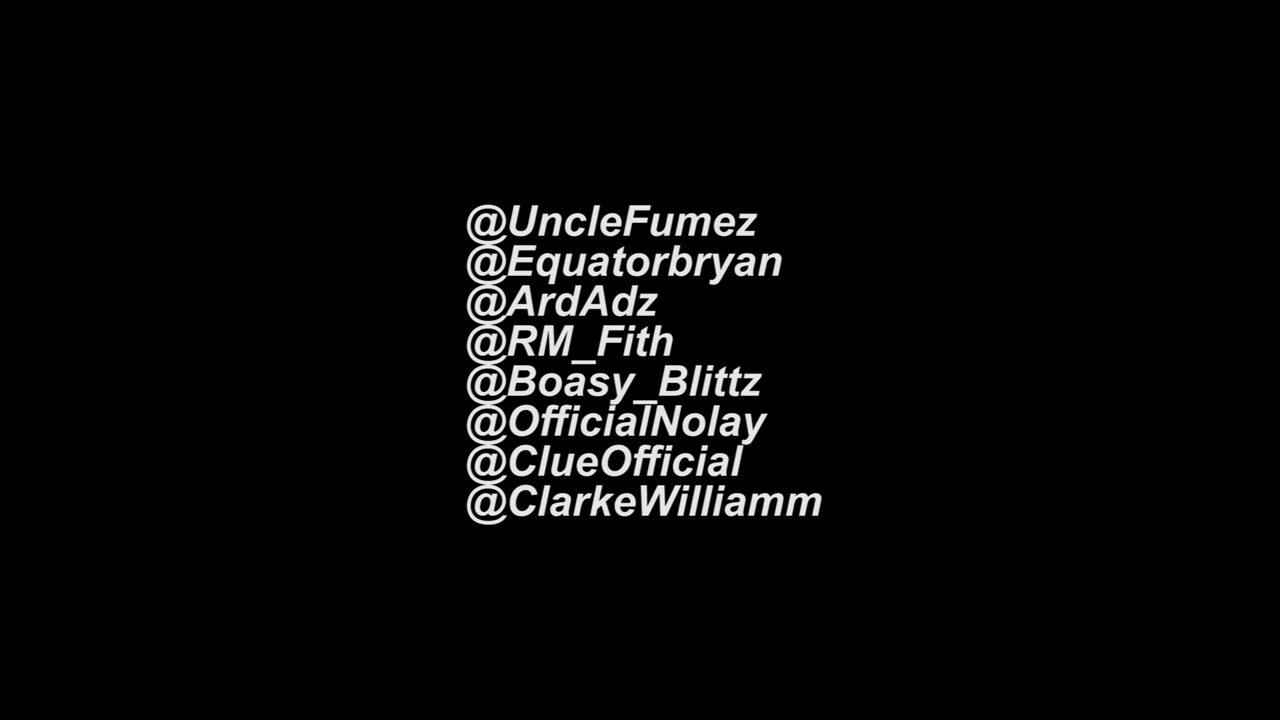 @UncleFumez
@Equatorbryan
@ArdAdz
@RM_Fith
@Boasy_Blittz
@OfficialNolay
@ClueOfficial
@ClarkeWilliamm